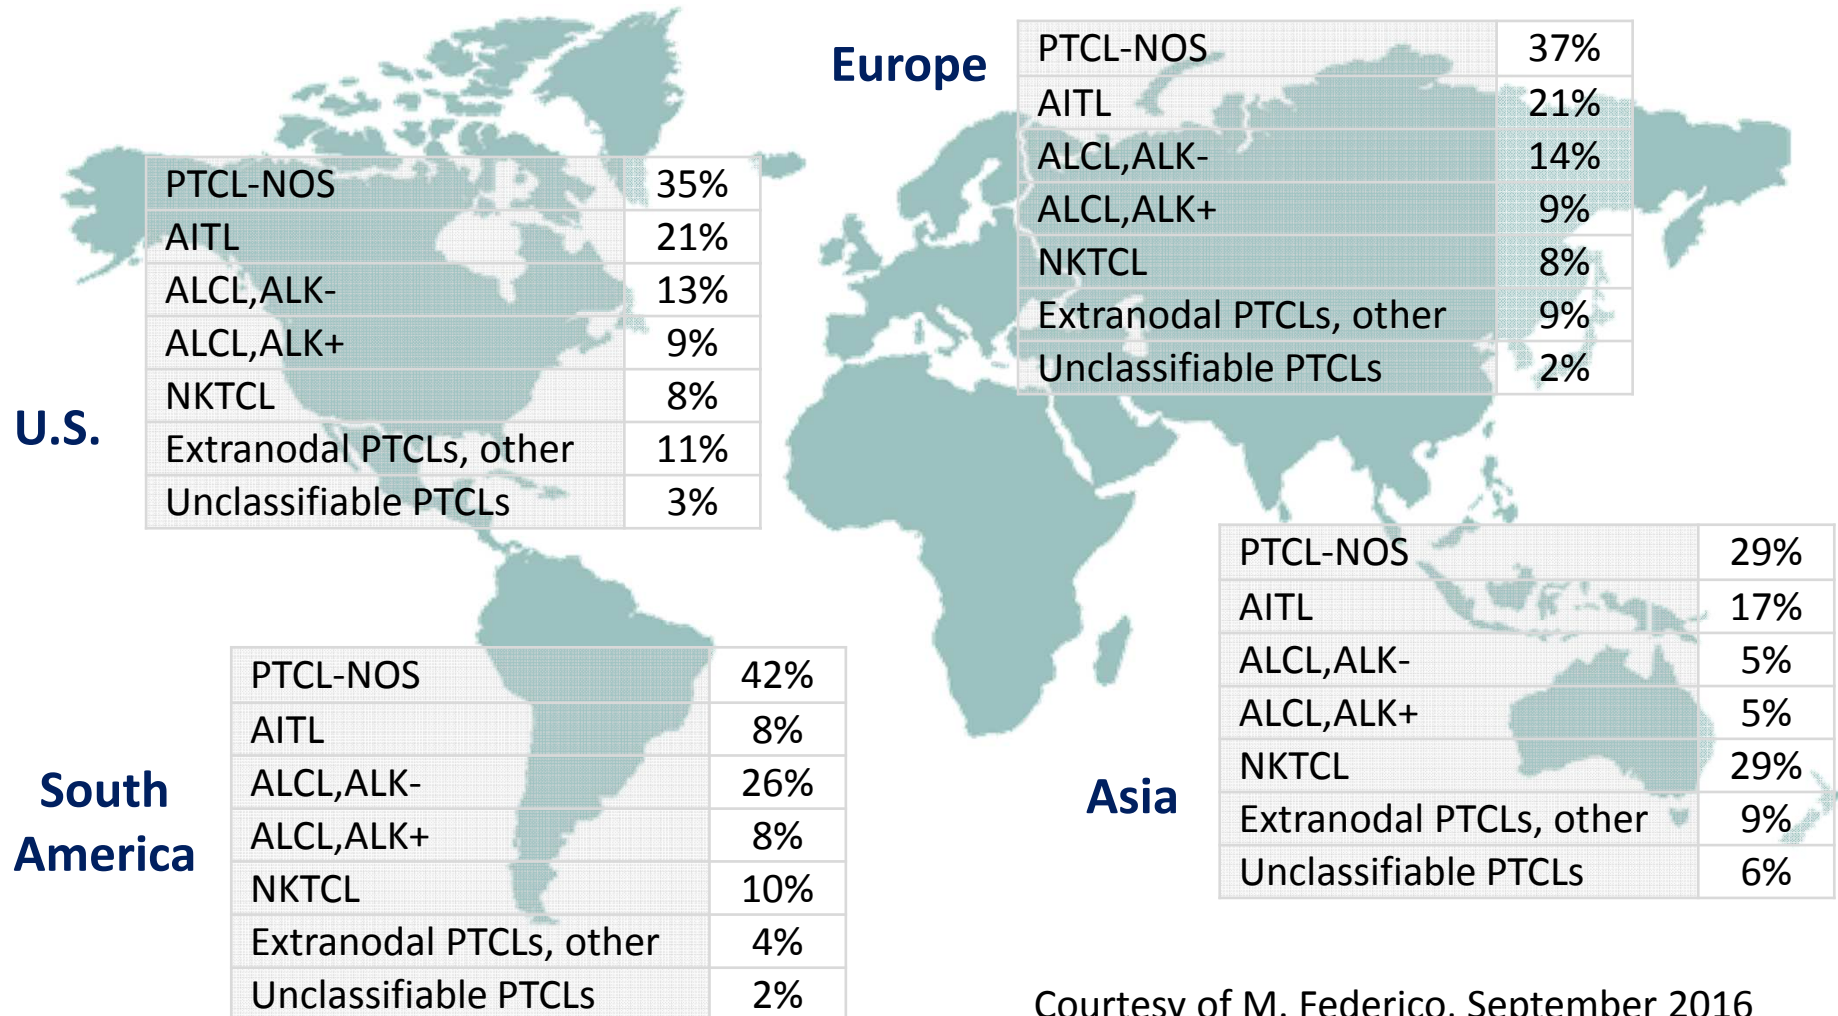 Europe
PTCL-NOS 37%
AITL 21%
ALCL,ALK- 14%
ALCL,ALK+ 9%
NKTCL 8%
Extranodal PTCLs, other 9%
Unclassifiable PTCLs 2%
U.S.
PTCL-NOS 35%
AITL 21%
ALCL,ALK- 13%
ALCL,ALK+ 9%
NKTCL 8%
Extranodal PTCLs, other 11%
Unclassifiable PTCLs 3%
South
America
PTCL-NOS 42%
AITL 8%
ALCL,ALK- 26%
ALCL,ALK+ 8%
NKTCL 10%
Extranodal PTCLs, other 4%
Unclassifiable PTCLs 2%
Asia
PTCL-NOS 29%
AITL 17%
ALCL,ALK- 5%
ALCL,ALK+ 5%
NKTCL 29%
Extranodal PTCLs, other 9%
Unclassifiable PTCLs 6%
Courtesy of M. Federico, September 2016